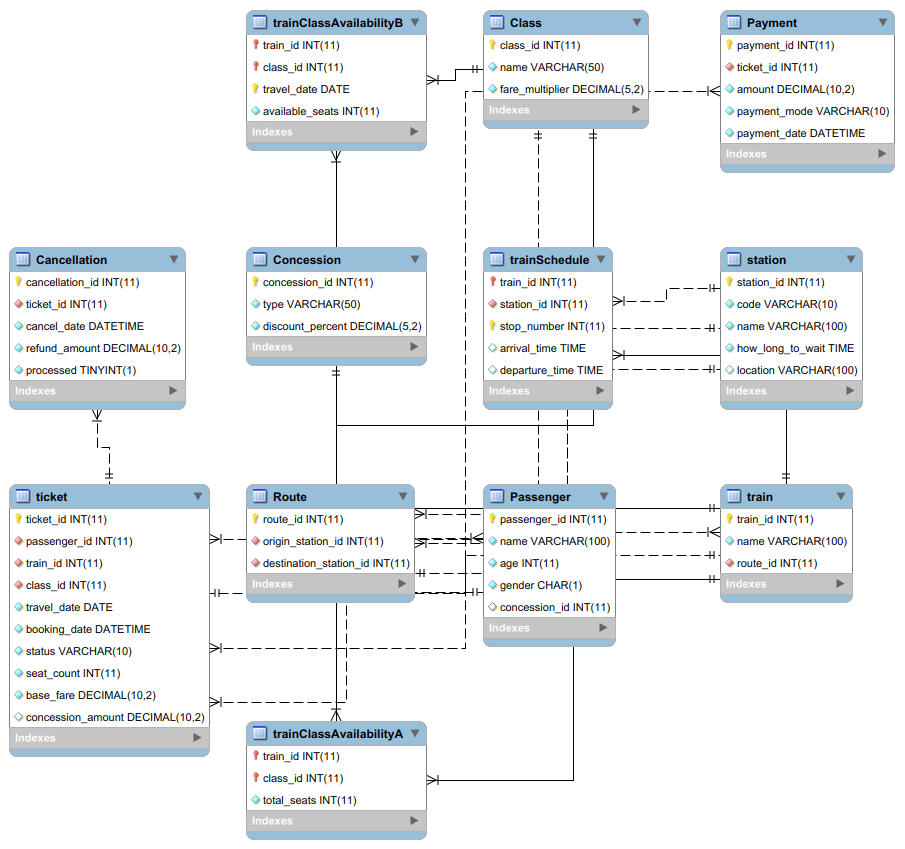 trainClassAvailabilityB
train_id INT(11)
class_id INT(11)
travel_date DATE
available_seats INT(11)
Indexes
Class
class_id INT(11)
name VARCHAR(50)
fare_multiplier DECIMAL(5,2)
Indexes
Payment
payment_id INT(11)
ticket_id INT(11)
amount DECIMAL(10,2)
payment_mode VARCHAR(10)
payment_date DATETIME
Indexes
Cancellation
cancellation_id INT(11)
ticket_id INT(11)
cancel_date DATETIME
refund_amount DECIMAL(10,2)
processed TINYINT(1)
Indexes
Concession
concession_id INT(11)
type VARCHAR(50)
discount_percent DECIMAL(5,2)
Indexes
trainSchedule
train_id INT(11)
station_id INT(11)
stop_number INT(11)
arrival_time TIME
departure_time TIME
Indexes
station
station_id INT(11)
code VARCHAR(10)
name VARCHAR(100)
how_long_to_wait TIME
location VARCHAR(100)
Indexes
ticket
ticket_id INT(11)
passenger_id INT(11)
train_id INT(11)
class_id INT(11)
travel_date DATE
booking_date DATETIME
status VARCHAR(10)
seat_count INT(11)
base_fare DECIMAL(10,2)
concession_amount DECIMAL(10,2)
Indexes
Route
route_id INT(11)
origin_station_id INT(11)
destination_station_id INT(11)
Indexes
Passenger
passenger_id INT(11)
name VARCHAR(100)
age INT(11)
gender CHAR(1)
concession_id INT(11)
Indexes
train
train_id INT(11)
name VARCHAR(100)
route_id INT(11)
Indexes
trainClassAvailabilityA
train_id INT(11)
class_id INT(11)
total_seats INT(11)
Indexes